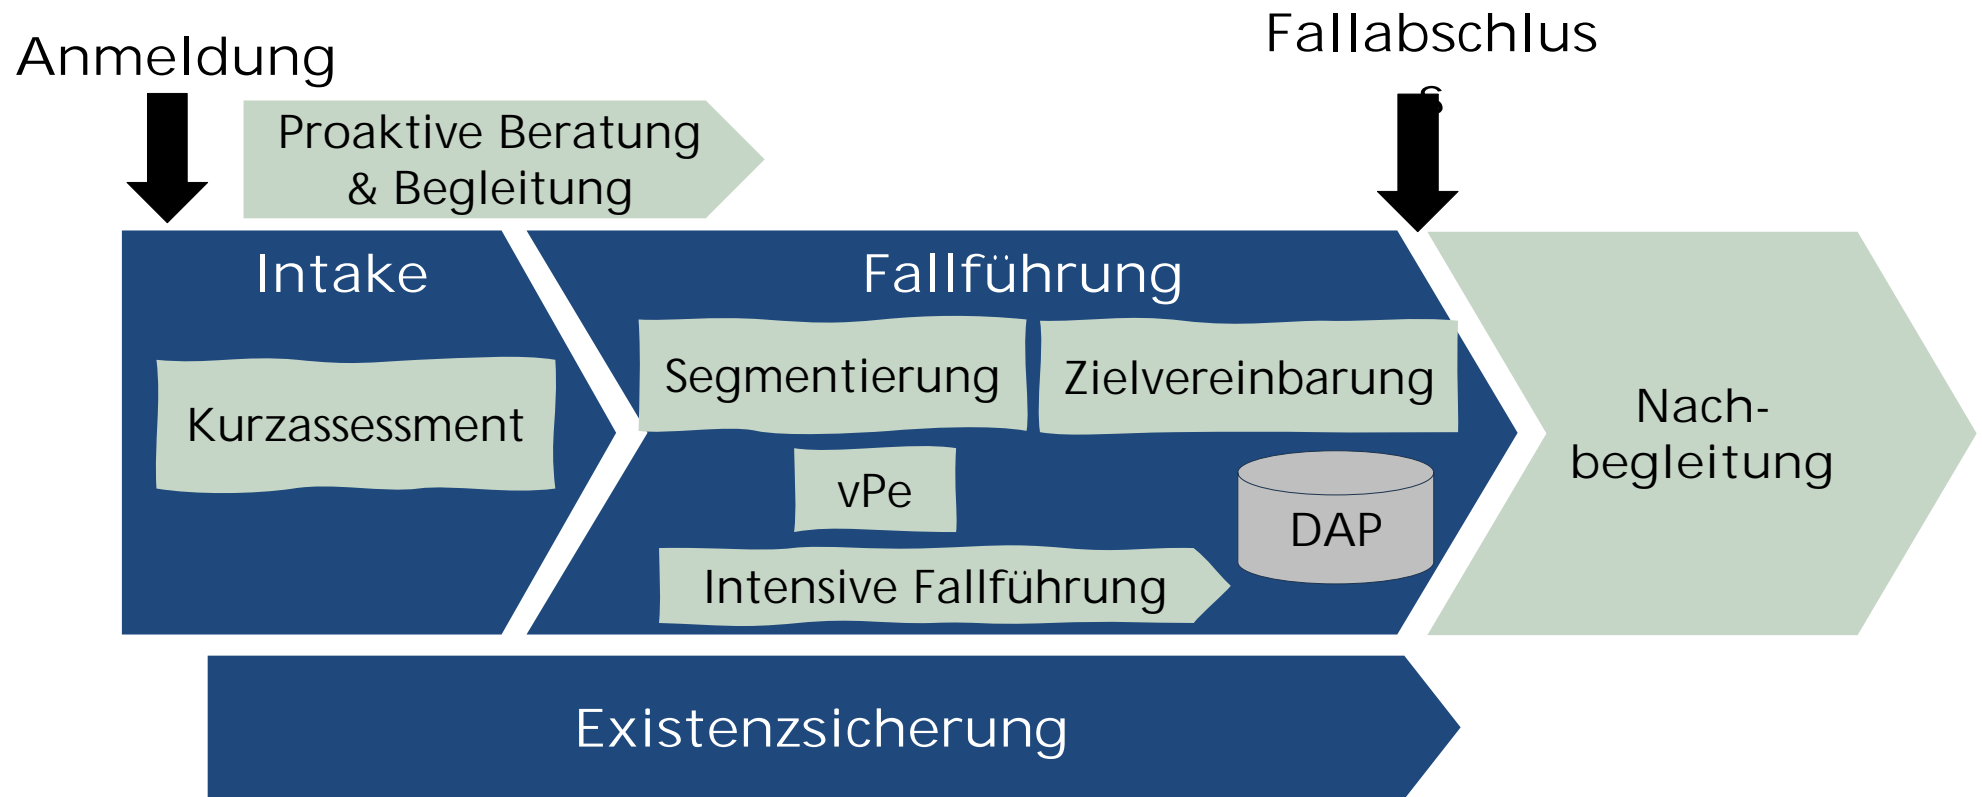 Anmeldung
Fallabschlus
s
Proaktive Beratung
& Begleitung
Intake
Fallführung
Kurzassessment
Segmentierung
Zielvereinbarung
vPe
DAP
Intensive Fallführung
Nach-
begleitung
Existenzsicherung